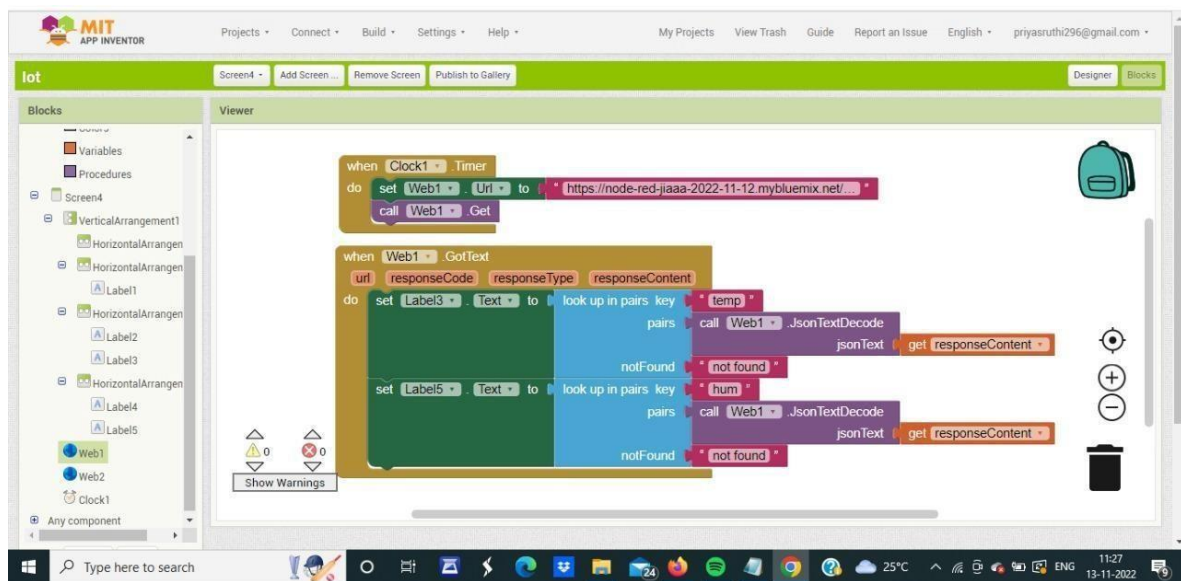 MIT
APP INVENTOR
Projects Connect Build Settings Help My Projects View Trash Guide Report an Issue English priyasruthi296@gmail.com
Iot
Screen4 Add Screen ... Remove Screen Publish to Gallery Designer Blocks
Blocks
Viewer
Variables
Procedures
Screen4
VerticalArrangement1
HorizontalArrangen
HorizontalArrangen
Label1
HorizontalArrangen
Label2
Label3
HorizontalArrangen
Label4
Label5
Web1
Web2
Clock1
Any component
when Clock1 .Timer
do set Web1 . Url to " https://node-red-jiaaa-2022-11-12.mybluemix.net/... "
call Web1 .Get
when Web1 .GotText
url responseCode responseType responseContent
do set Label3 . Text to look up in pairs key " temp "
pairs call Web1 .JsonTextDecode
jsonText get responseContent
notFound " not found "
set Label5 . Text to look up in pairs key " hum "
pairs call Web1 .JsonTextDecode
jsonText get responseContent
notFound " not found "
0 0
Show Warnings
Type here to search
24
25°C ENG 11:27
13-11-2022